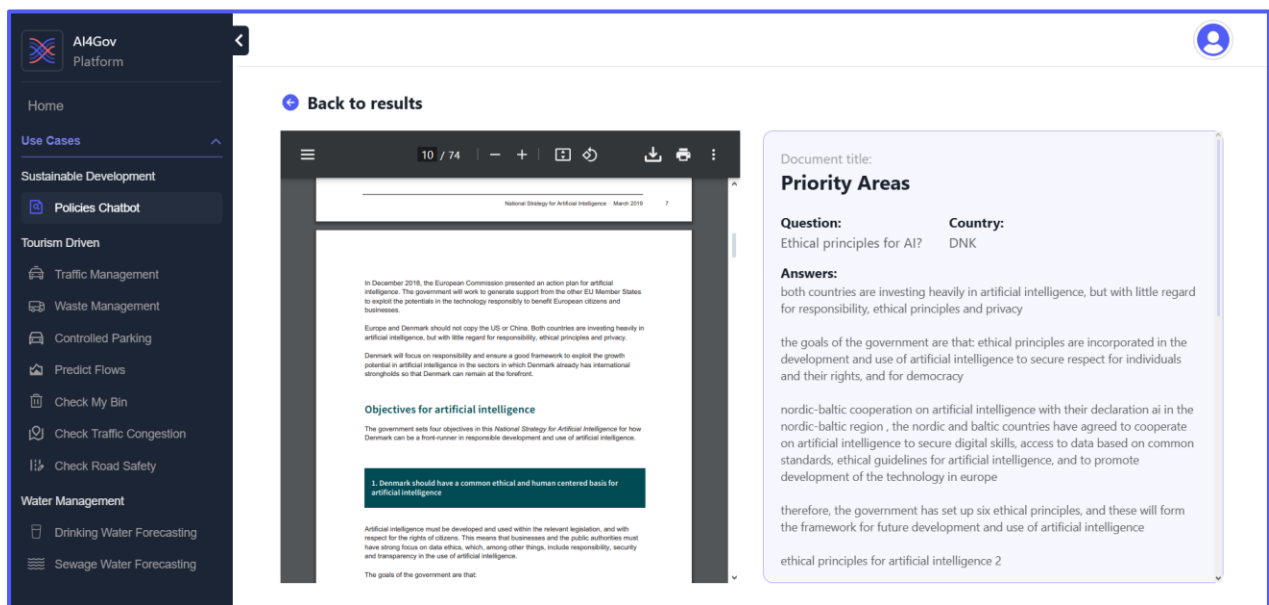 AI4Gov
Platform
Home
Use Cases
Sustainable Development
Policies Chatbot
Tourism Driven
Traffic Management
Waste Management
Controlled Parking
Predict Flows
Check My Bin
Check Traffic Congestion
Check Road Safety
Water Management
Drinking Water Forecasting
Sewage Water Forecasting
Back to results
10 / 74
National Strategy for Artificial Intelligence · March 2019 7
In December 2018, the European Commission presented an action plan for artificial
intelligence. The government will work to generate support from the other EU Member States
to exploit the potentials in the technology responsibly to benefit European citizens and
businesses.
Europe and Denmark should not copy the US or China. Both countries are investing heavily in
artificial intelligence, but with little regard for responsibility, ethical principles and privacy.
Denmark will focus on responsibility and ensure a good framework to exploit the growth
potential in artificial intelligence in the sectors in which Denmark already has international
strongholds so that Denmark can remain at the forefront.
Objectives for artificial intelligence
The government sets four objectives in this National Strategy for Artificial Intelligence for how
Denmark can be a front-runner in responsible development and use of artificial intelligence.
1. Denmark should have a common ethical and human centered basis for
artificial intelligence
Artificial intelligence must be developed and used within the relevant legislation, and with
respect for the rights of citizens. This means that businesses and the public authorities must
have strong focus on data ethics, which, among other things, include responsibility, security
and transparency in the use of artificial intelligence.
The goals of the government are that:
Document title:
Priority Areas
Question: Country:
Ethical principles for AI? DNK
Answers:
both countries are investing heavily in artificial intelligence, but with little regard
for responsibility, ethical principles and privacy
the goals of the government are that: ethical principles are incorporated in the
development and use of artificial intelligence to secure respect for individuals
and their rights, and for democracy
nordic-baltic cooperation on artificial intelligence with their declaration ai in the
nordic-baltic region , the nordic and baltic countries have agreed to cooperate
on artificial intelligence to secure digital skills, access to data based on common
standards, ethical guidelines for artificial intelligence, and to promote
development of the technology in europe
therefore, the government has set up six ethical principles, and these will form
the framework for future development and use of artificial intelligence
ethical principles for artificial intelligence 2